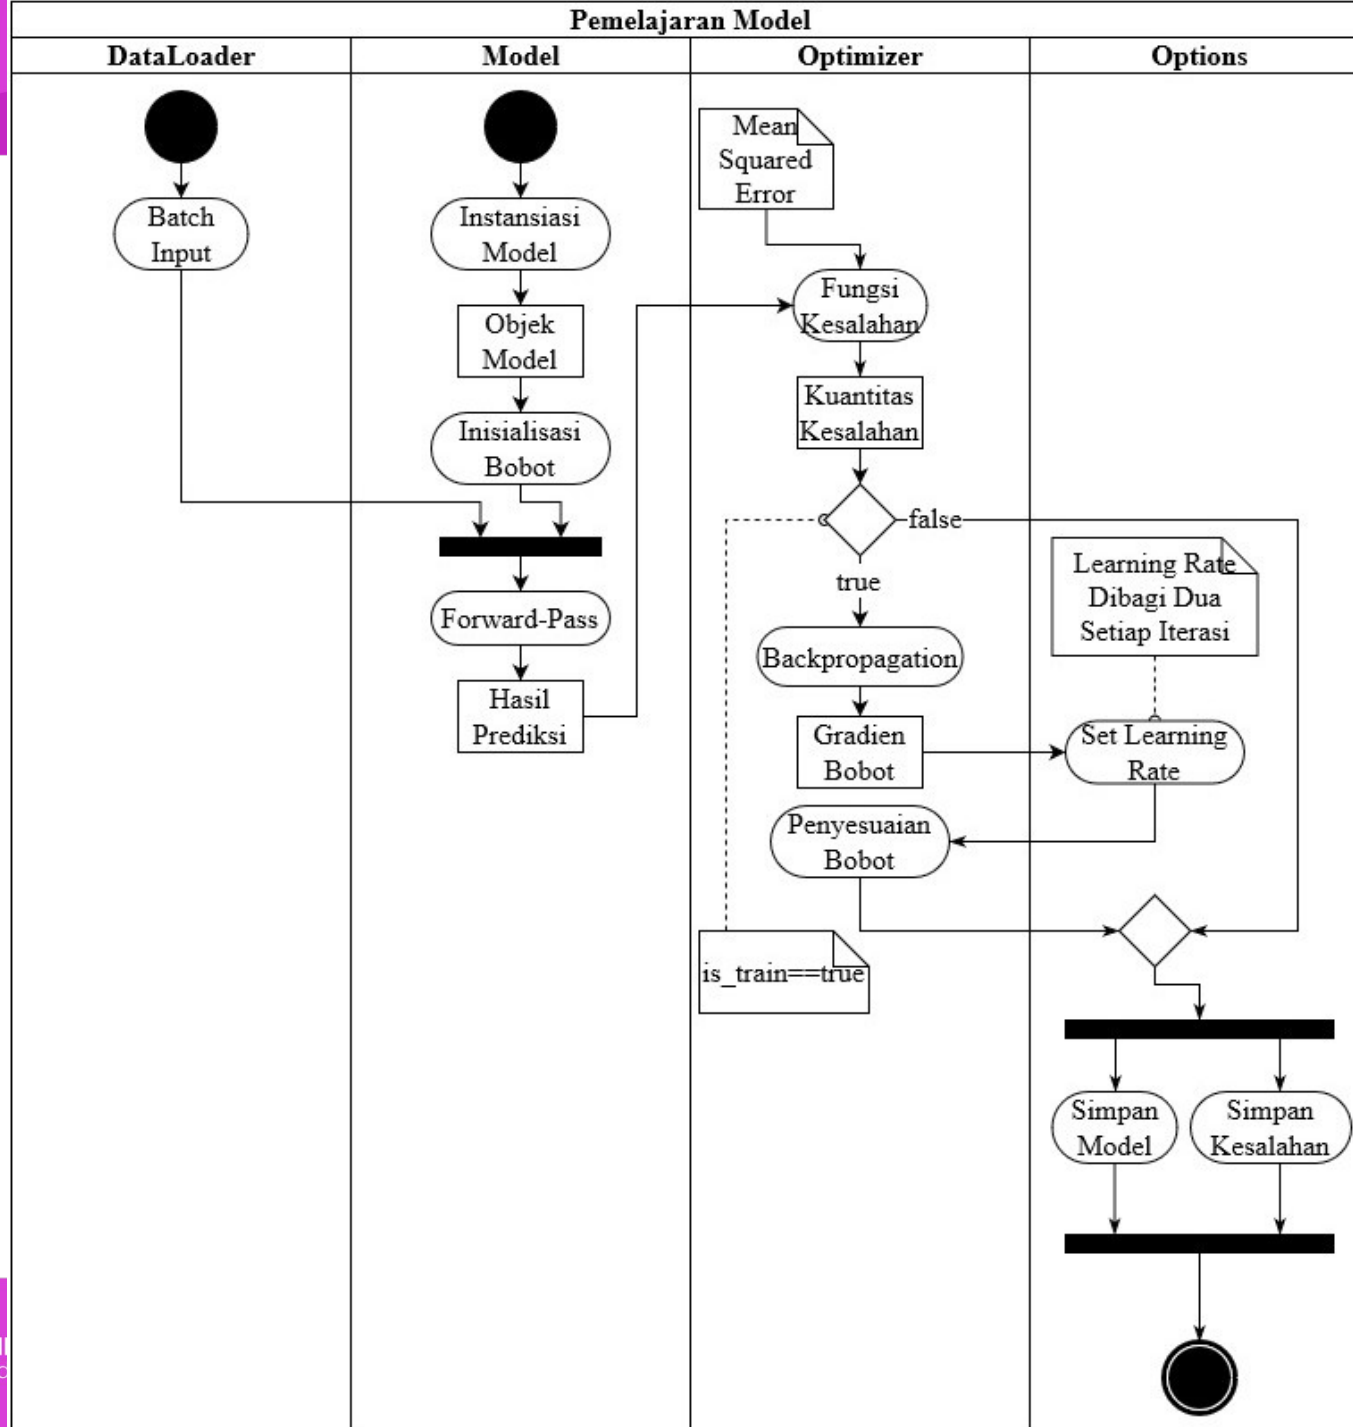 Pemelajaran Model
DataLoader
Model
Optimizer
Options
Batch
Input
Instansiasi
Model
Objek
Model
Inisialisasi
Bobot
Forward-Pass
Hasil
Prediksi
Mean
Squared
Error
Fungsi
Kesalahan
Kuantitas
Kesalahan
false
true
Backpropagation
Gradien
Bobot
Penyesuaian
Bobot
is_train==true
Learning Rate
Dibagi Dua
Setiap Iterasi
Set Learning
Rate
Simpan
Model
Simpan
Kesalahan